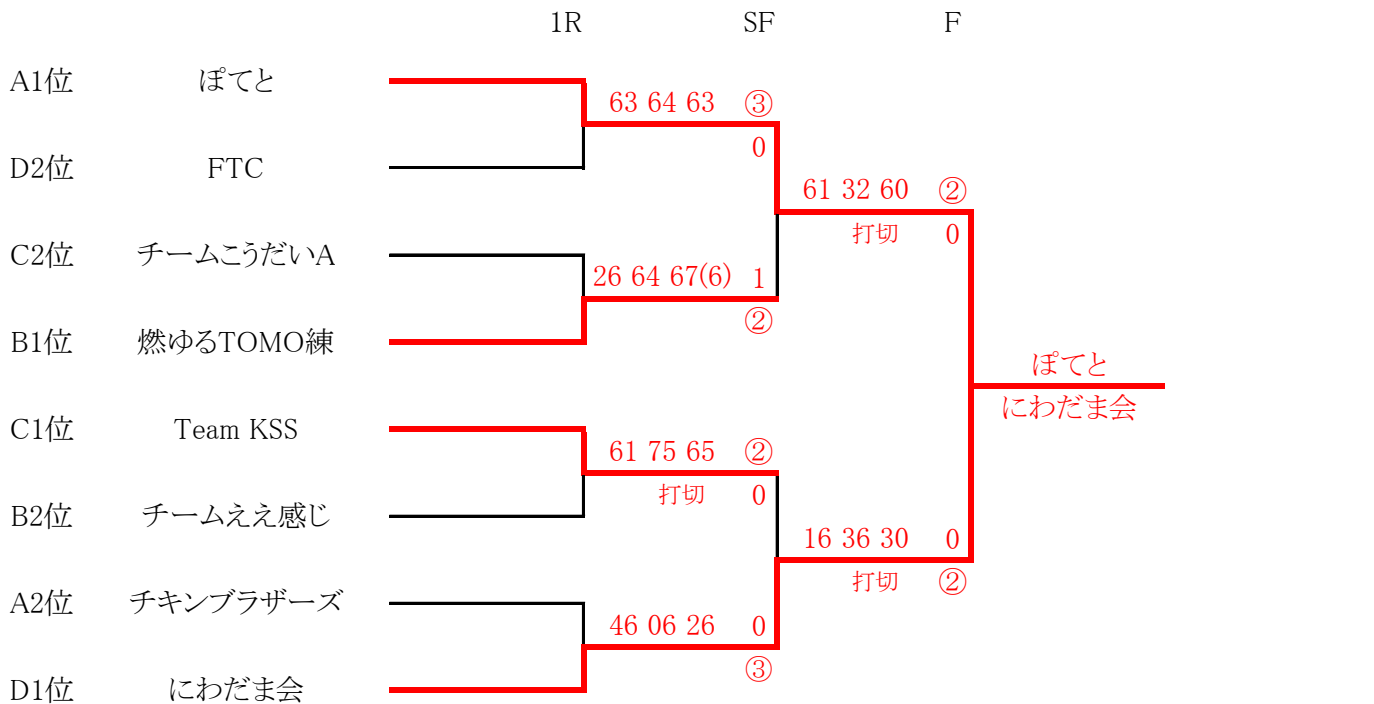 1R SF F
A1位 ぽてと
63 64 63 ③
0
D2位 FTC
61 32 60 ②
打切 0
C2位 チームこうだいA
26 64 67(6) 1
②
B1位 燃ゆるTOMO練
ぽてと
にわだま会
C1位 Team KSS
61 75 65 ②
打切 0
B2位 チームええ感じ
16 36 30 0
打切 ②
A2位 チキンブラザーズ
46 06 26 0
③
D1位 にわだま会